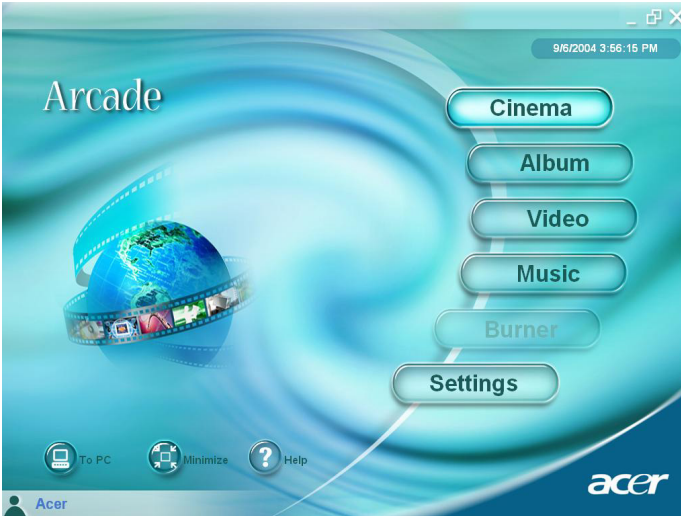 9/6/2004 3:56:15 PM
Arcade
Cinema
Album
Video
Music
Burner
Settings
To PC
Minimize
Help
acer
Acer